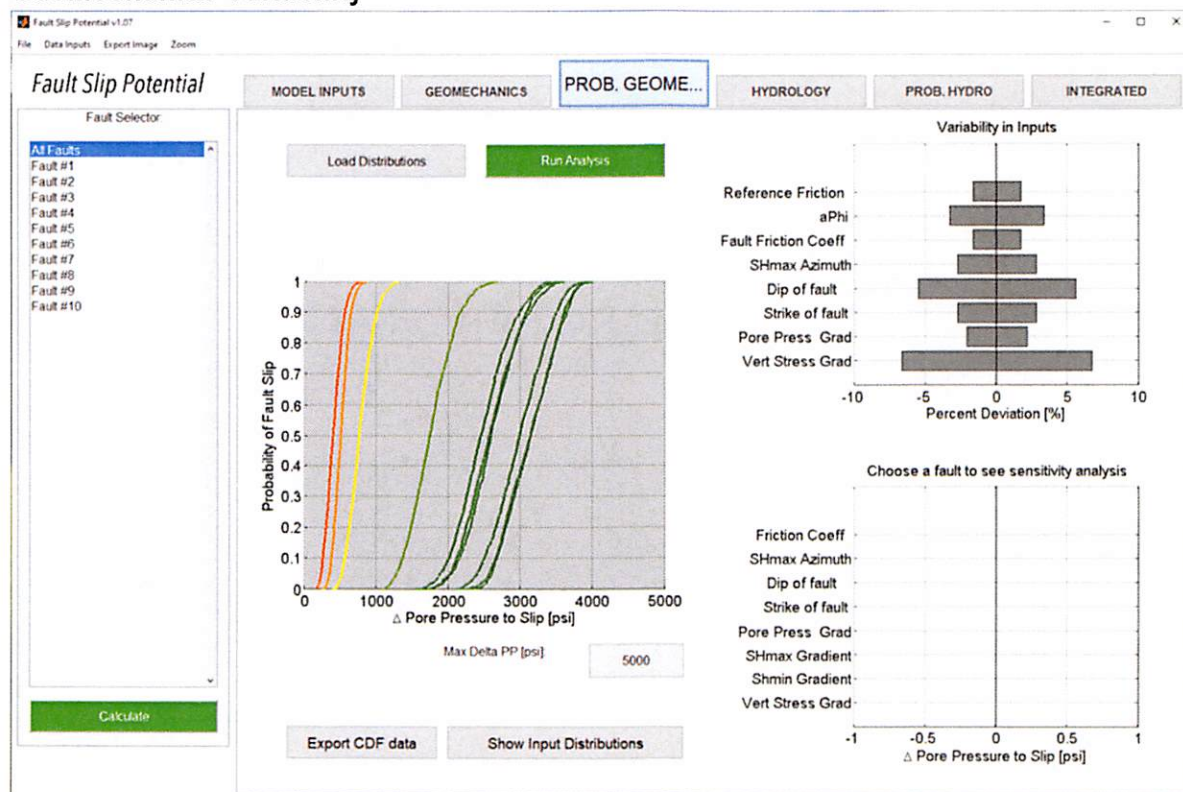 Fault Slip Potential v1.07
File Data Inputs Export Image Zoom
Fault Slip Potential
MODEL INPUTS
GEOMECHANICS
PROB. GEOME...
HYDROLOGY
PROB. HYDRO
INTEGRATED
Fault Selector
All Faults
Fault #1
Fault #2
Fault #3
Fault #4
Fault #5
Fault #6
Fault #7
Fault #8
Fault #9
Fault #10
Calculate
Load Distributions
Run Analysis
Probability of Fault Slip
1
0.9
0.8
0.7
0.6
0.5
0.4
0.3
0.2
0.1
0
0 1000 2000 3000 4000 5000
Δ Pore Pressure to Slip [psi]
Max Delta PP [psi]
5000
Export CDF data
Show Input Distributions
Variability in Inputs
Reference Friction
aPhi
Fault Friction Coeff
SHmax Azimuth
Dip of fault
Strike of fault
Pore Press Grad
Vert Stress Grad
-10 -5 0 5 10
Percent Deviation [%]
Choose a fault to see sensitivity analysis
Friction Coeff
SHmax Azimuth
Dip of fault
Strike of fault
Pore Press Grad
SHmax Gradient
Shmin Gradient
Vert Stress Grad
-1 -0.5 0 0.5 1
Δ Pore Pressure to Slip [psi]